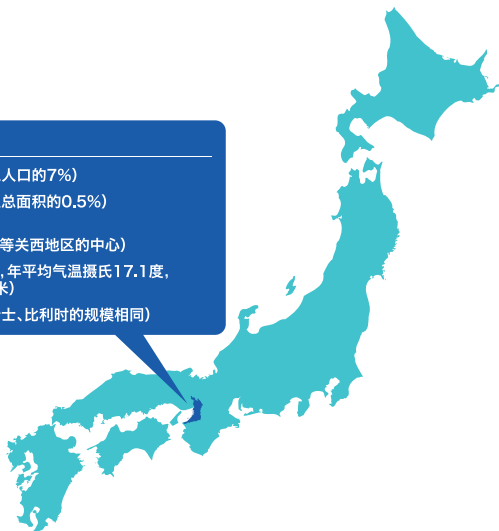 人口的7%）
总面积的0.5%）
等关西地区的中心）
，年平均气温摄氏17.1度，
米）
士、比利时的规模相同）